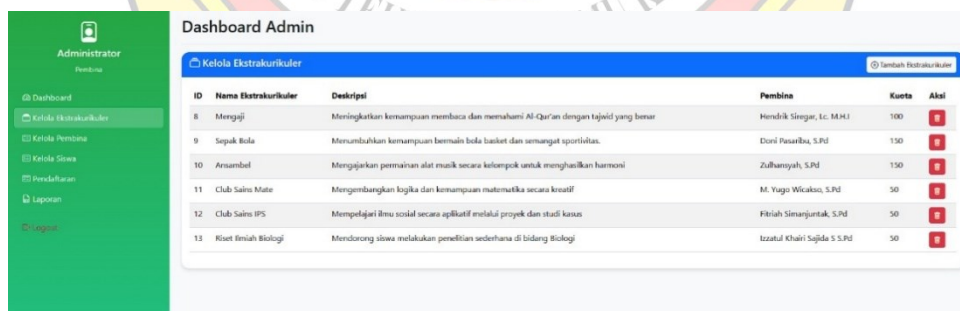 Dashboard Admin
Administrator
Pembina
Dashboard
Kelola Ekstrakurikuler
Kelola Pembina
Kelola Siswa
Pendaftaran
Laporan
Logout
Kelola Ekstrakurikuler
Tambah Ekstrakurikuler
ID Nama Ekstrakurikuler Deskripsi Pembina Kuota Aksi
8 Mengaji Meningkatkan kemampuan membaca dan memahami Al-Qur'an dengan tajwid yang benar Hendrik Siregar, Lc. M.H.I 100
9 Sepak Bola Menumbuhkan kemampuan bermain bola basket dan semangat sportivitas. Doni Pasaribu, S.Pd 150
10 Ansambel Mengajarkan permainan alat musik secara kelompok untuk menghasilkan harmoni Zulhansyah, S.Pd 150
11 Club Sains Mate Mengembangkan logika dan kemampuan matematika secara kreatif M. Yugo Wicakso, S.Pd 50
12 Club Sains IPS Mempelajari ilmu sosial secara aplikatif melalui proyek dan studi kasus Fitriah Simanjuntak, S.Pd 50
13 Riset Ilmiah Biologi Mendorong siswa melakukan penelitian sederhana di bidang Biologi Izzatul Khairi Sajida S S.Pd 50